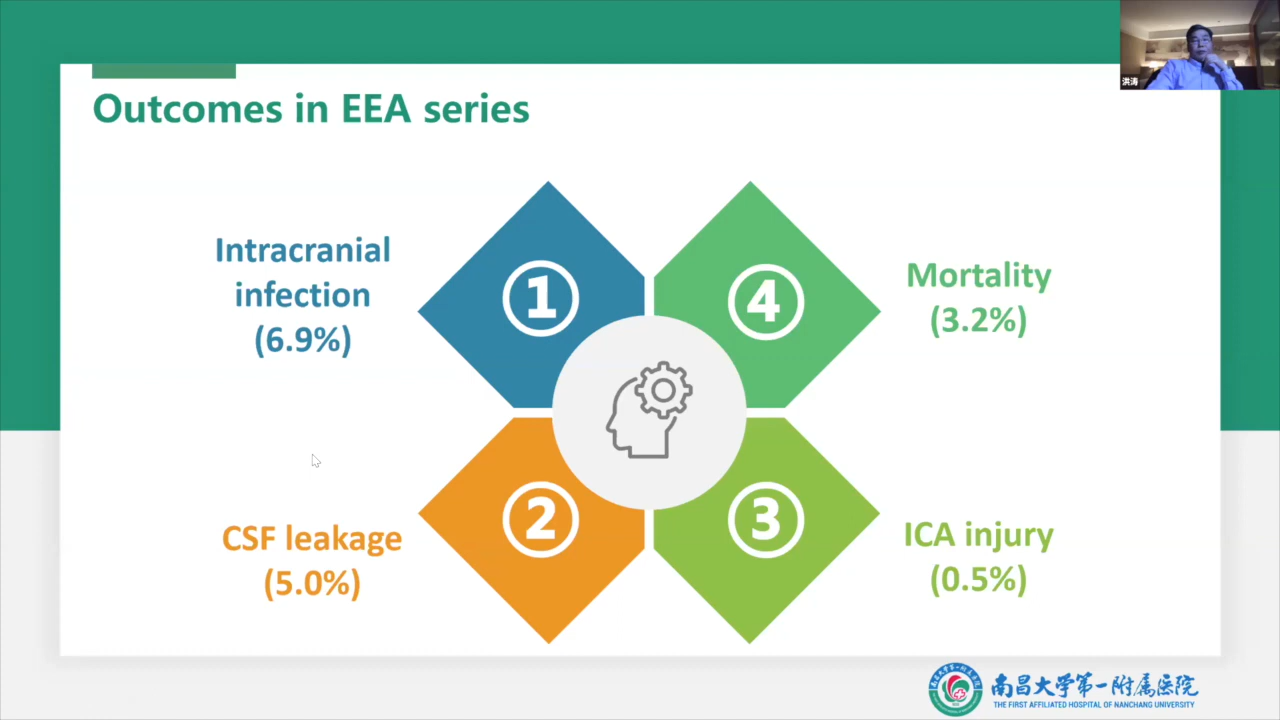 洪涛
Outcomes in EEA series
Intracranial
infection
(6.9%)
1
4
Mortality
(3.2%)
CSF leakage
(5.0%)
2
3
ICA injury
(0.5%)
南昌大学第一附属医院
THE FIRST AFFILIATED HOSPITAL OF NANCHANG UNIVERSITY